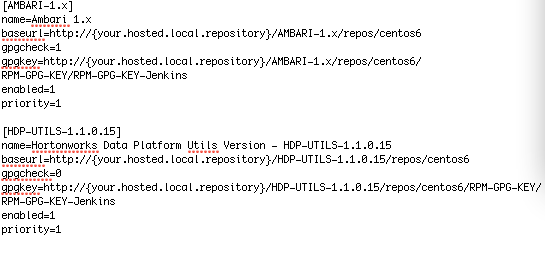 [AMBARI-1.x]
name=Ambari 1.x
baseurl=http://{your.hosted.local.repository}/AMBARI-1.x/repos/centos6
gpgcheck=1
gpgkey=http://{your.hosted.local.repository}/AMBARI-1.x/repos/centos6/
RPM-GPG-KEY/RPM-GPG-KEY-Jenkins
enabled=1
priority=1

[HDP-UTILS-1.1.0.15]
name=Hortonworks Data Platform Utils Version - HDP-UTILS-1.1.0.15
baseurl=http://{your.hosted.local.repository}/HDP-UTILS-1.1.0.15/repos/centos6
gpgcheck=0
gpgkey=http://{your.hosted.local.repository}/HDP-UTILS-1.1.0.15/repos/centos6/RPM-GPG-KEY/
RPM-GPG-KEY-Jenkins
enabled=1
priority=1